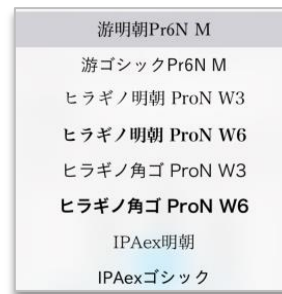 游明朝Pr6N M
游ゴシックPr6N M
ヒラギノ明朝 ProN W3
ヒラギノ明朝 ProN W6
ヒラギノ角ゴ ProN W3
ヒラギノ角ゴ ProN W6
IPAex明朝
IPAexゴシック